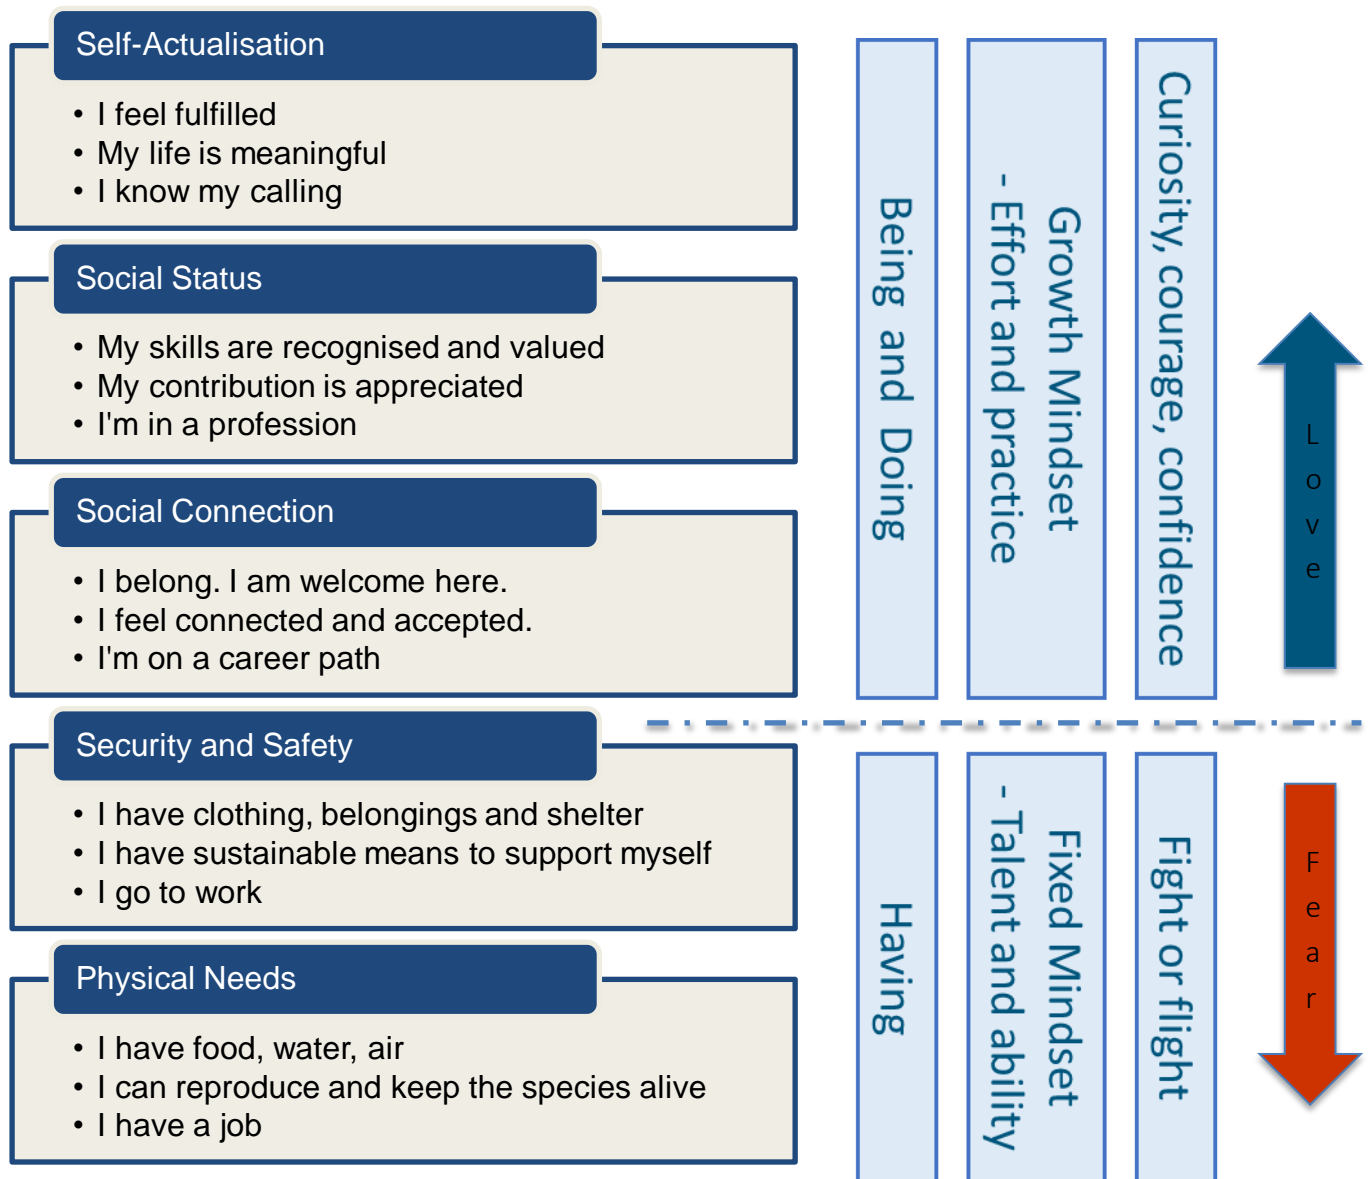 Self-Actualisation
• I feel fulfilled
• My life is meaningful
• I know my calling
Social Status
• My skills are recognised and valued
• My contribution is appreciated
• I'm in a profession
Social Connection
• I belong. I am welcome here.
• I feel connected and accepted.
• I'm on a career path
Security and Safety
• I have clothing, belongings and shelter
• I have sustainable means to support myself
• I go to work
Physical Needs
• I have food, water, air
• I can reproduce and keep the species alive
• I have a job
Being and Doing
Growth Mindset
- Effort and practice
Curiosity, courage, confidence
Love
Having
Fixed Mindset
- Talent and ability
Fight or flight
Fear